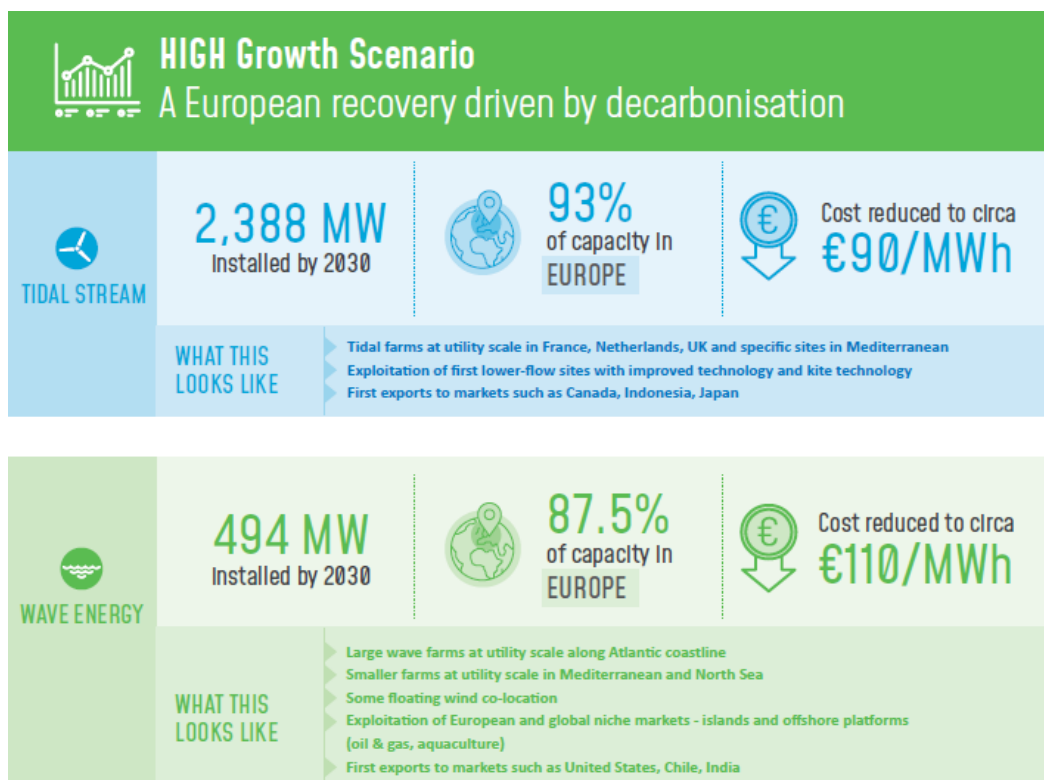 HIGH Growth Scenario
A European recovery driven by decarbonisation
TIDAL STREAM
2,388 MW
Installed by 2030
93%
of capacity in
EUROPE
€
Cost reduced to circa
€90/MWh
WHAT THIS
LOOKS LIKE
Tidal farms at utility scale in France, Netherlands, UK and specific sites in Mediterranean
Exploitation of first lower-flow sites with improved technology and kite technology
First exports to markets such as Canada, Indonesia, Japan
WAVE ENERGY
494 MW
Installed by 2030
87.5%
of capacity in
EUROPE
€
Cost reduced to circa
€110/MWh
WHAT THIS
LOOKS LIKE
Large wave farms at utility scale along Atlantic coastline
Smaller farms at utility scale in Mediterranean and North Sea
Some floating wind co-location
Exploitation of European and global niche markets - islands and offshore platforms
(oil & gas, aquaculture)
First exports to markets such as United States, Chile, India